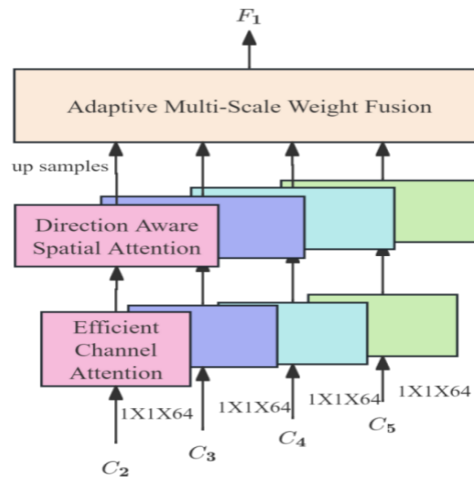 F₁
Adaptive Multi-Scale Weight Fusion
up samples
Direction Aware
Spatial Attention
Efficient
Channel
Attention
1X1X64 1X1X64 1X1X64 1X1X64
C₂ C₃ C₄ C₅